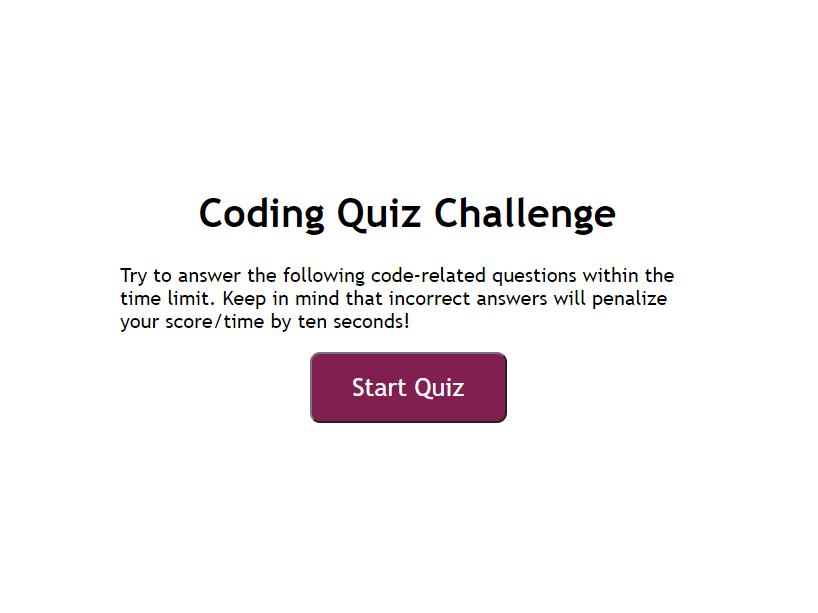 Coding Quiz Challenge
Try to answer the following code-related questions within the
time limit. Keep in mind that incorrect answers will penalize
your score/time by ten seconds!
Start Quiz